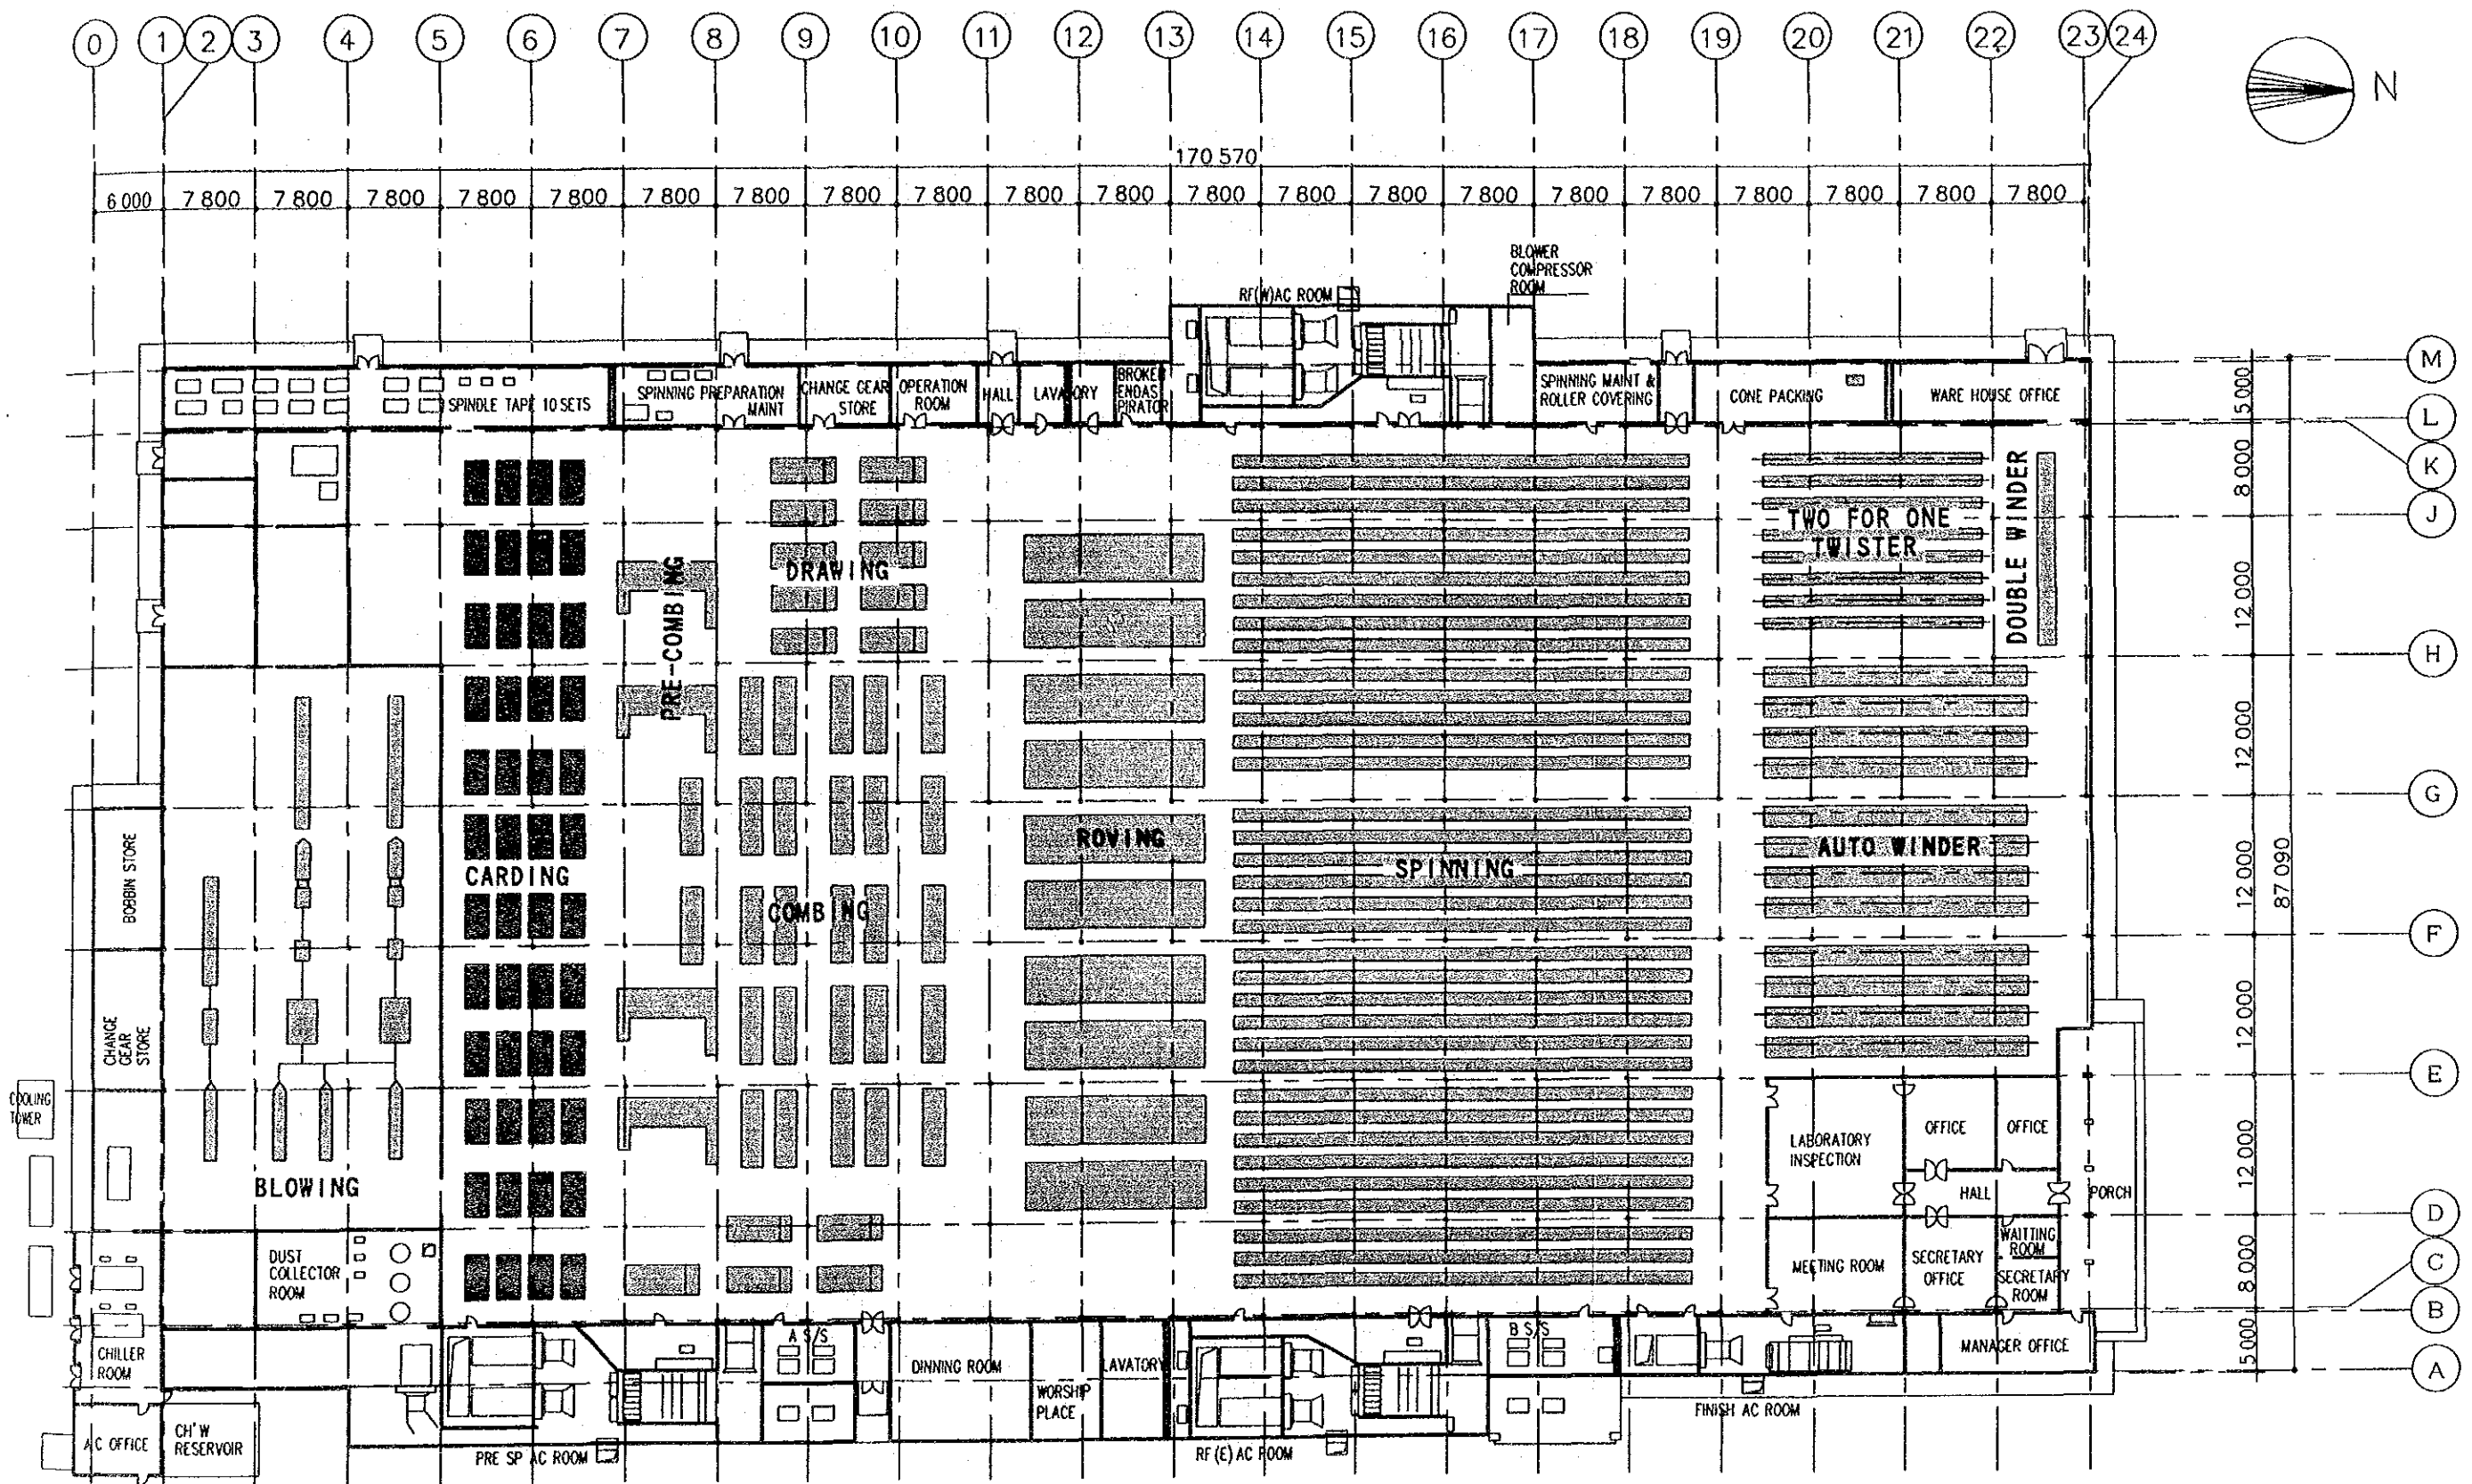 0 1 2 3 4 5 6 7 8 9 10 11 12 13 14 15 16 17 18 19 20 21 22 23 24
N
170 570
6 000 7 800 7 800 7 800 7 800 7 800 7 800 7 800 7 800 7 800 7 800 7 800 7 800 7 800 7 800 7 800 7 800 7 800 7 800 7 800 7 800 7 800
BLOWER
COMPRESSOR
ROOM
RF(W)AC ROOM
SPINDLE TAPE 10 SETS
SPINNING PREPARATION
MAINT
CHANGE GEAR
STORE
OPERATION
ROOM
HALL
LAVATORY
BROKE
ENDAS
PIRATOR
SPINNING MAINT &
ROLLER COVERING
CONE PACKING
WARE HOUSE OFFICE
M
L
K
J
H
G
F
E
D
C
B
A
5 000
8 000
12 000
12 000
12 000
12 000
12 000
8 000
5 000
87 090
TWO FOR ONE
TWISTER
DOUBLE WINDER
DRAWING
PRE-COMBING
ROVING
SPINNING
AUTO WINDER
CARDING
COMBING
BOBBIN STORE
CHANGE
GEAR
STORE
COOLING
TOWER
BLOWING
LABORATORY
INSPECTION
OFFICE
OFFICE
HALL
PORCH
MEETING ROOM
SECRETARY
OFFICE
WAITTING
ROOM
SECRETARY
ROOM
DUST
COLLECTOR
ROOM
CHILLER
ROOM
A S/S
DINNING ROOM
WORSHIP
PLACE
LAVATORY
B S/S
MANAGER OFFICE
A C OFFICE
CH'W
RESERVOIR
PRE SP AC ROOM
RF(E)AC ROOM
FINISH AC ROOM